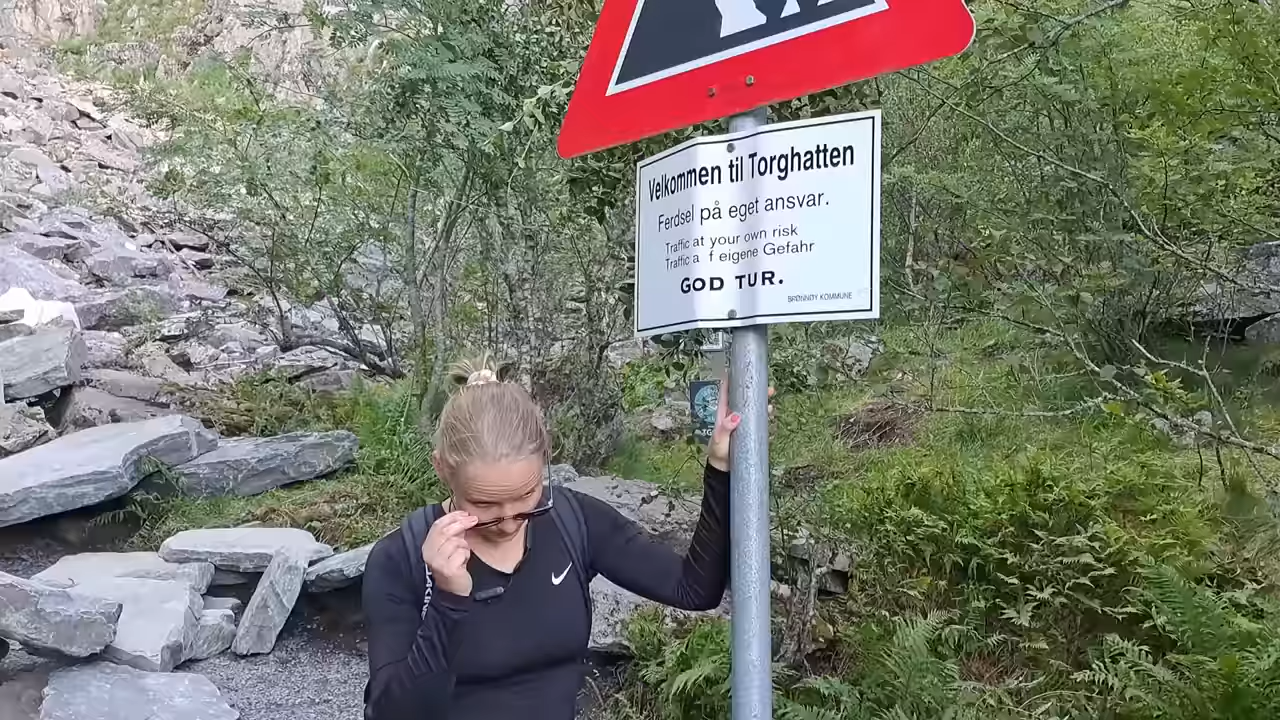 Velkommen til Torghatten
Ferdsel på eget ansvar.
Traffic at your own risk
Traffic a f eigene Gefahr
GOD TUR.
BRØNNØY KOMMUNE